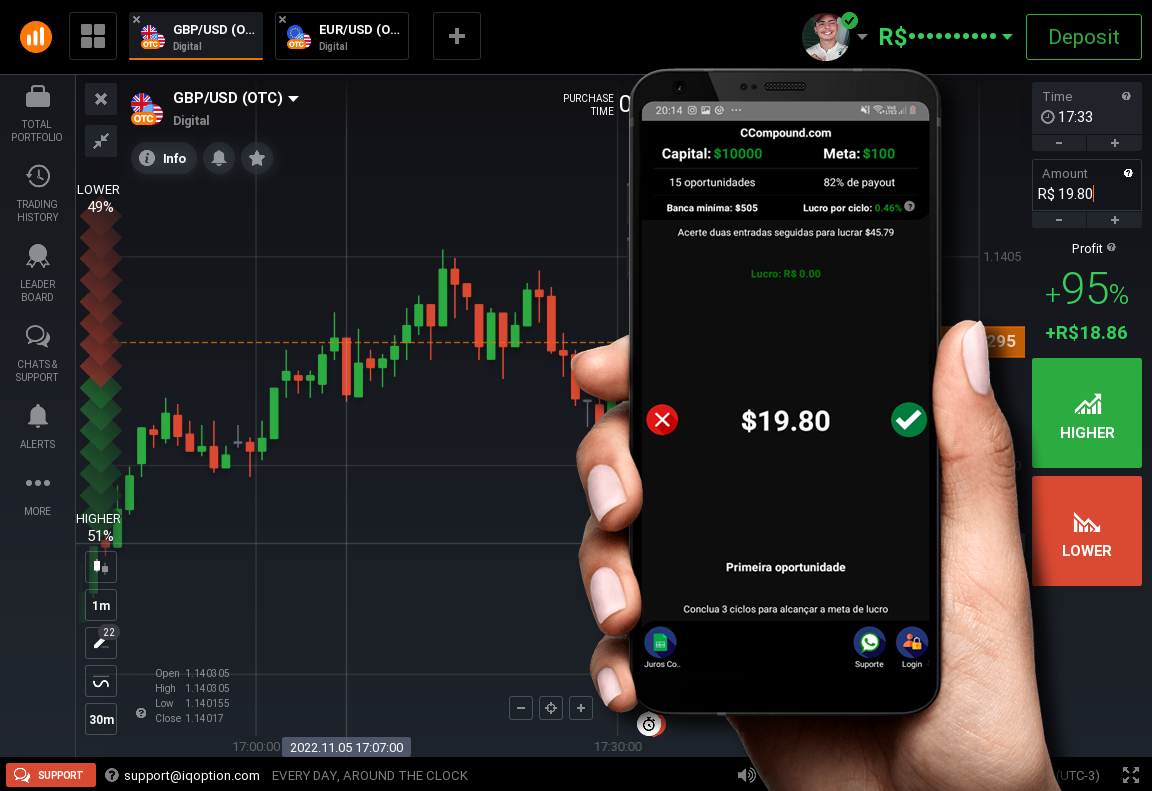 GBP/USD (O...
Digital
OTC
EUR/USD (O...
Digital
OTC
R$••••••••••
Deposit
TOTAL
PORTFOLIO
TRADING
HISTORY
LEADER
BOARD
CHATS &
SUPPORT
ALERTS
MORE
GBP/USD (OTC)
Digital
OTC
Info
PURCHASE
TIME
0
LOWER
49%
HIGHER
51%
1m
22
30m
Open 1.140305
High 1.140305
Low 1.140155
Close 1.14017
17:00:00
2022.11.05 17:07:00
17:30:00
1.1405
295
20:14
CCompound.com
Capital: $10000
Meta: $100
15 oportunidades
82% de payout
Banca miníma: $505
Lucro por ciclo: 0.46%
Acerte duas entradas seguidas para lucrar $45.79
Lucro: R$ 0.00
$19.80
Primeira oportunidade
Conclua 3 ciclos para alcançar a meta de lucro
Juros Co..
Suporte
Login
Time
17:33
Amount
R$ 19.80
Profit
+95%
+R$18.86
HIGHER
LOWER
SUPPORT
support@iqoption.com
EVERY DAY, AROUND THE CLOCK
(UTC-3)